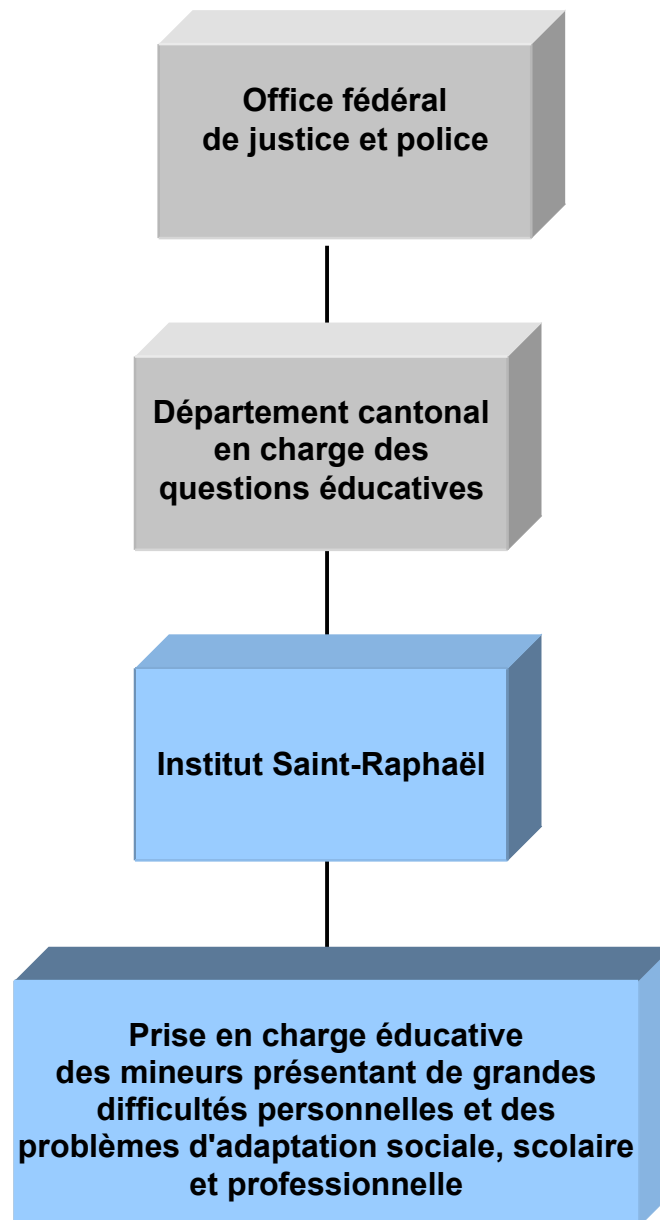 Office fédéral
de justice et police
Département cantonal
en charge des
questions éducatives
Institut Saint-Raphaël
Prise en charge éducative
des mineurs présentant de grandes
difficultés personnelles et des
problèmes d'adaptation sociale, scolaire
et professionnelle